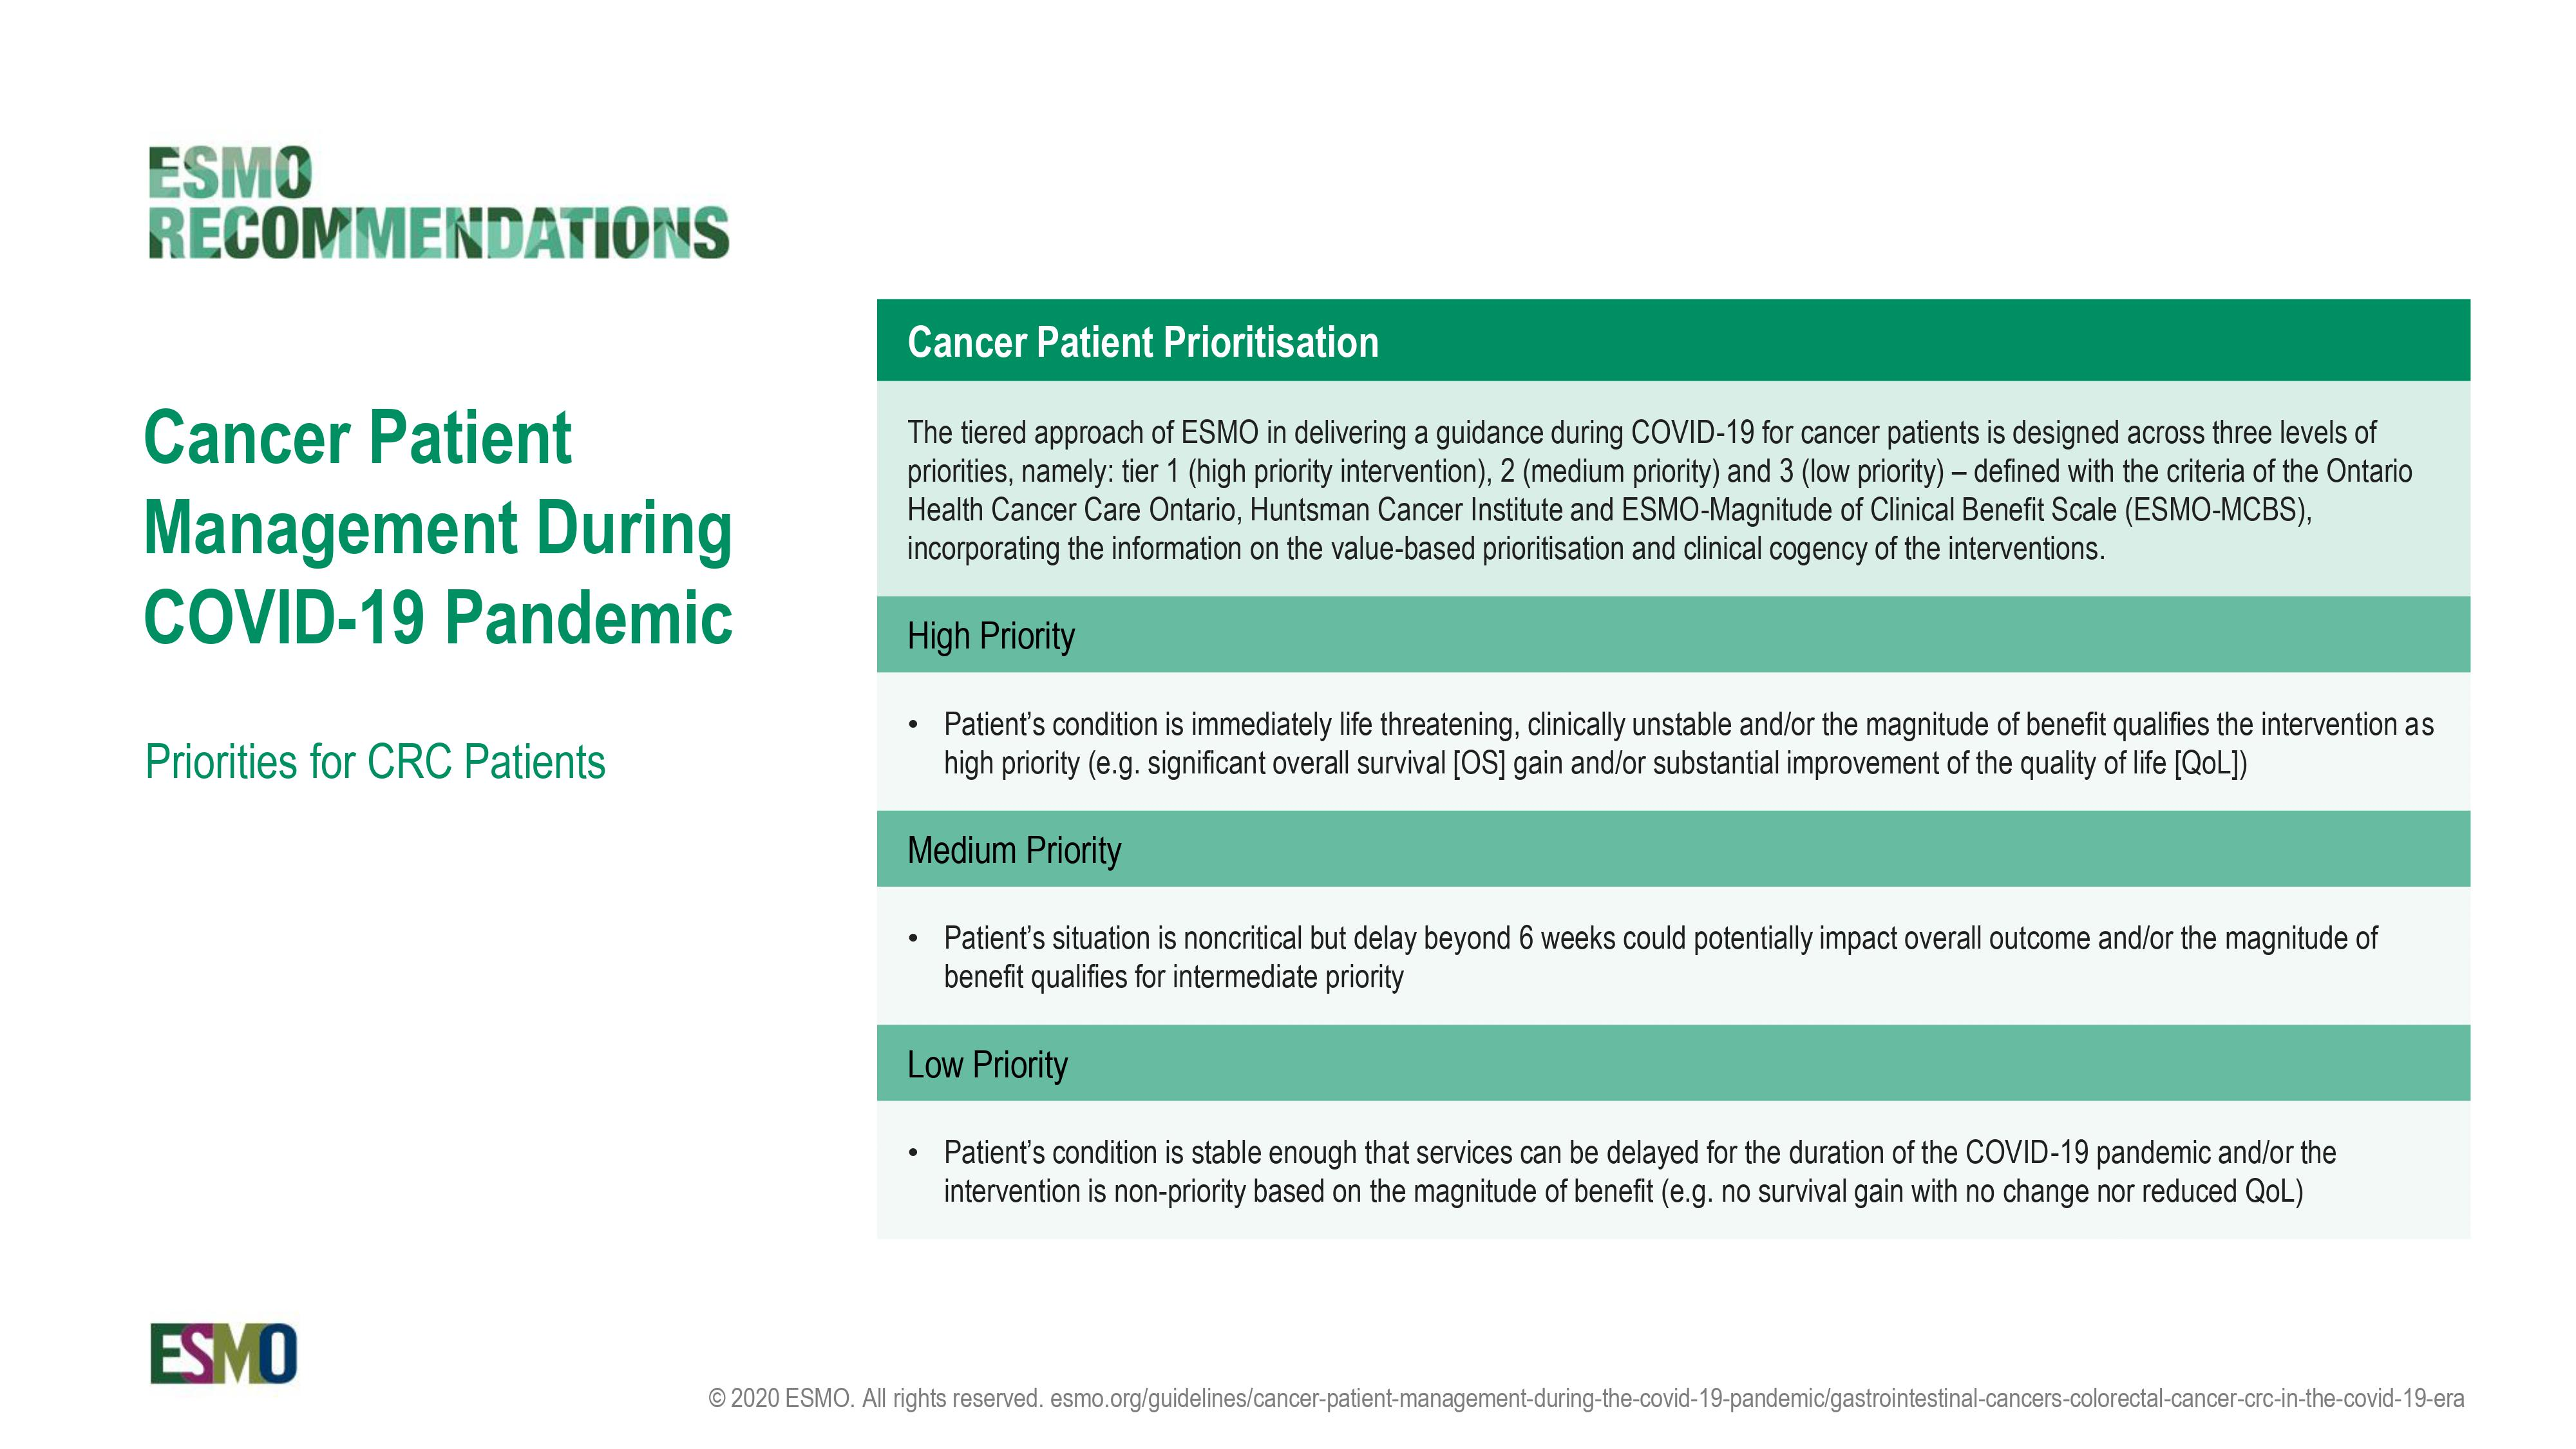 ESMO
RECOMMENDATIONS
Cancer Patient
Management During
COVID-19 Pandemic
Priorities for CRC Patients
Cancer Patient Prioritisation
The tiered approach of ESMO in delivering a guidance during COVID-19 for cancer patients is designed across three levels of
priorities, namely: tier 1 (high priority intervention), 2 (medium priority) and 3 (low priority) – defined with the criteria of the Ontario
Health Cancer Care Ontario, Huntsman Cancer Institute and ESMO-Magnitude of Clinical Benefit Scale (ESMO-MCBS),
incorporating the information on the value-based prioritisation and clinical cogency of the interventions.
High Priority
• Patient’s condition is immediately life threatening, clinically unstable and/or the magnitude of benefit qualifies the intervention as
high priority (e.g. significant overall survival [OS] gain and/or substantial improvement of the quality of life [QoL])
Medium Priority
• Patient’s situation is noncritical but delay beyond 6 weeks could potentially impact overall outcome and/or the magnitude of
benefit qualifies for intermediate priority
Low Priority
• Patient’s condition is stable enough that services can be delayed for the duration of the COVID-19 pandemic and/or the
intervention is non-priority based on the magnitude of benefit (e.g. no survival gain with no change nor reduced QoL)
ESMO
© 2020 ESMO. All rights reserved. esmo.org/guidelines/cancer-patient-management-during-the-covid-19-pandemic/gastrointestinal-cancers-colorectal-cancer-crc-in-the-covid-19-era